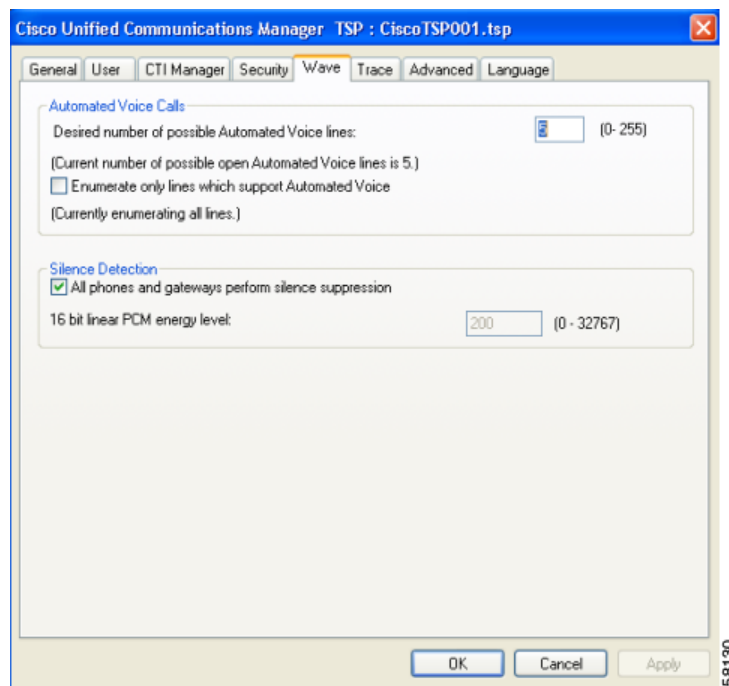 Cisco Unified Communications Manager TSP : CiscoTSP001.tsp
General User CTI Manager Security Wave Trace Advanced Language
Automated Voice Calls
Desired number of possible Automated Voice lines: 5 (0- 255)
(Current number of possible open Automated Voice lines is 5.)
Enumerate only lines which support Automated Voice
(Currently enumerating all lines.)
Silence Detection
All phones and gateways perform silence suppression
16 bit linear PCM energy level: 200 (0 - 32767)
OK Cancel Apply